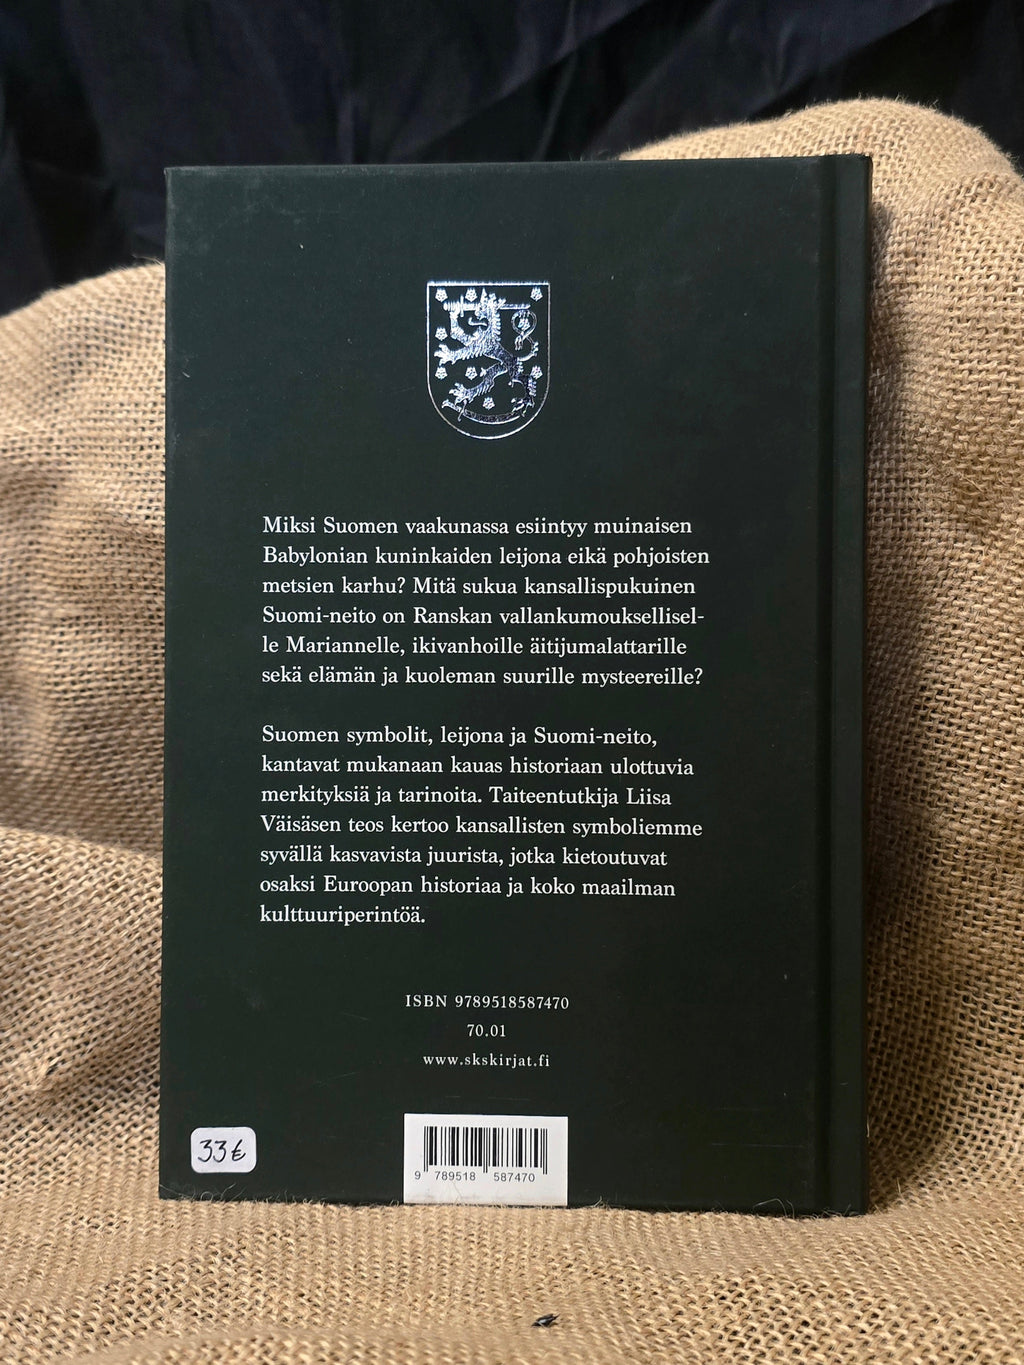 Miksi Suomen vaakunassa esiintyy muinaisen
Babylonian kuninkaiden leijona eikä pohjoisten
metsien karhu? Mitä sukua kansallispukuinen
Suomi-neito on Ranskan vallankumouksellisel-
le Mariannelle, ikivanhoille äitijumalattarille
sekä elämän ja kuoleman suurille mysteereille?
Suomen symbolit, leijona ja Suomi-neito,
kantavat mukanaan kauas historiaan ulottuvia
merkityksiä ja tarinoita. Taiteentutkija Liisa
Väisäsen teos kertoo kansallisten symboliemme
syvällä kasvavista juurista, jotka kietoutuvat
osaksi Euroopan historiaa ja koko maailman
kulttuuriperintöä.
ISBN 9789518587470
70.01
www.skskirjat.fi
33€
9 789518 587470